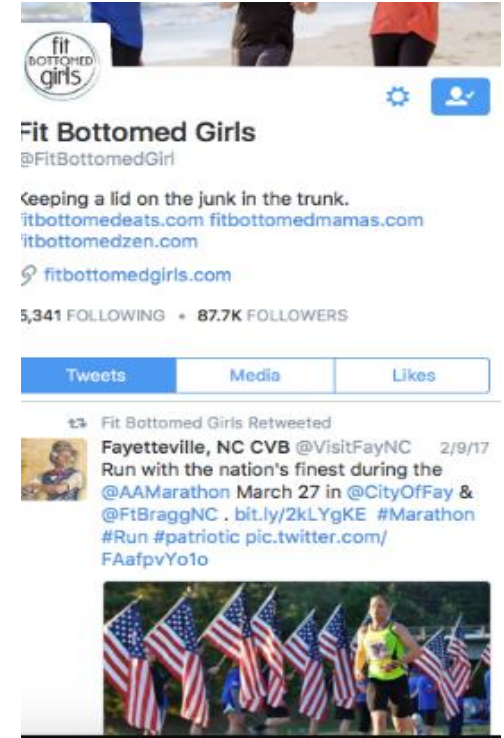 fit
BOTTOMED
girls
Fit Bottomed Girls
@FitBottomedGirl
Keeping a lid on the junk in the trunk.
fitbottomedeats.com fitbottomedmamas.com
fitbottomedzen.com
fitbottomedgirls.com
5,341 FOLLOWING • 87.7K FOLLOWERS
Tweets Media Likes
Fit Bottomed Girls Retweeted
Fayetteville, NC CVB @VisitFayNC 2/9/17
Run with the nation's finest during the
@AAMarathon March 27 in @CityOfFay &
@FtBraggNC . bit.ly/2kLYgKE #Marathon
#Run #patriotic pic.twitter.com/
FAafpvYo1o